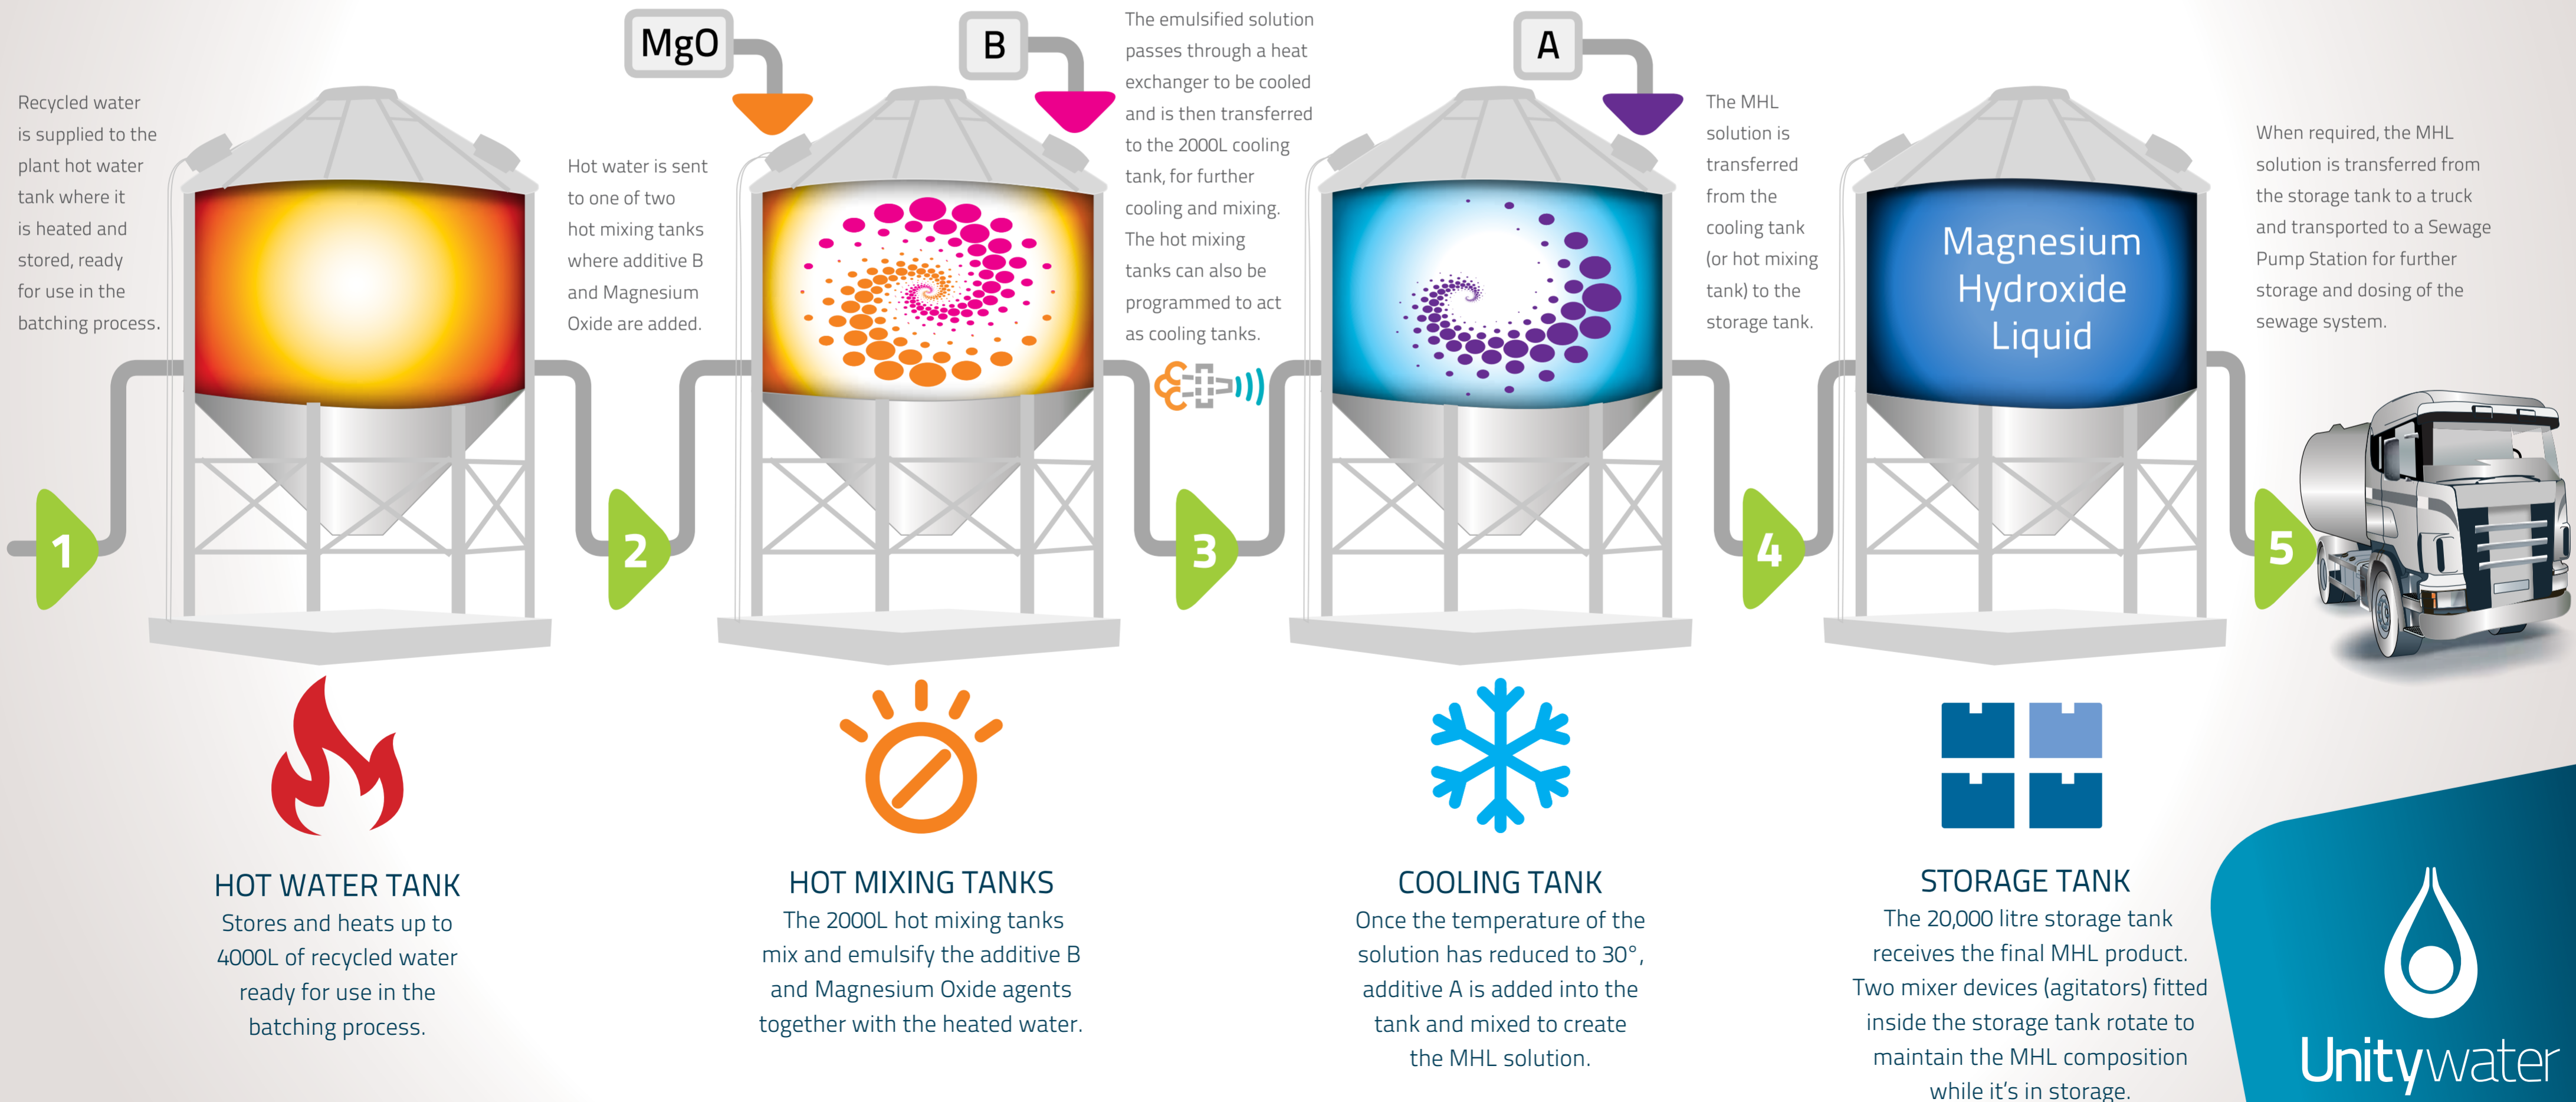 Recycled water
is supplied to the
plant hot water
tank where it
is heated and
stored, ready
for use in the
batching process.
1
HOT WATER TANK
Stores and heats up to
4000L of recycled water
ready for use in the
batching process.
Hot water is sent
to one of two
hot mixing tanks
where additive B
and Magnesium
Oxide are added.
2
MgO
B
HOT MIXING TANKS
The 2000L hot mixing tanks
mix and emulsify the additive B
and Magnesium Oxide agents
together with the heated water.
The emulsified solution
passes through a heat
exchanger to be cooled
and is then transferred
to the 2000L cooling
tank, for further
cooling and mixing.
The hot mixing
tanks can also be
programmed to act
as cooling tanks.
3
A
COOLING TANK
Once the temperature of the
solution has reduced to 30°,
additive A is added into the
tank and mixed to create
the MHL solution.
The MHL
solution is
transferred
from the
cooling tank
(or hot mixing
tank) to the
storage tank.
4
Magnesium
Hydroxide
Liquid
STORAGE TANK
The 20,000 litre storage tank
receives the final MHL product.
Two mixer devices (agitators) fitted
inside the storage tank rotate to
maintain the MHL composition
while it's in storage.
When required, the MHL
solution is transferred from
the storage tank to a truck
and transported to a Sewage
Pump Station for further
storage and dosing of the
sewage system.
5
Unitywater